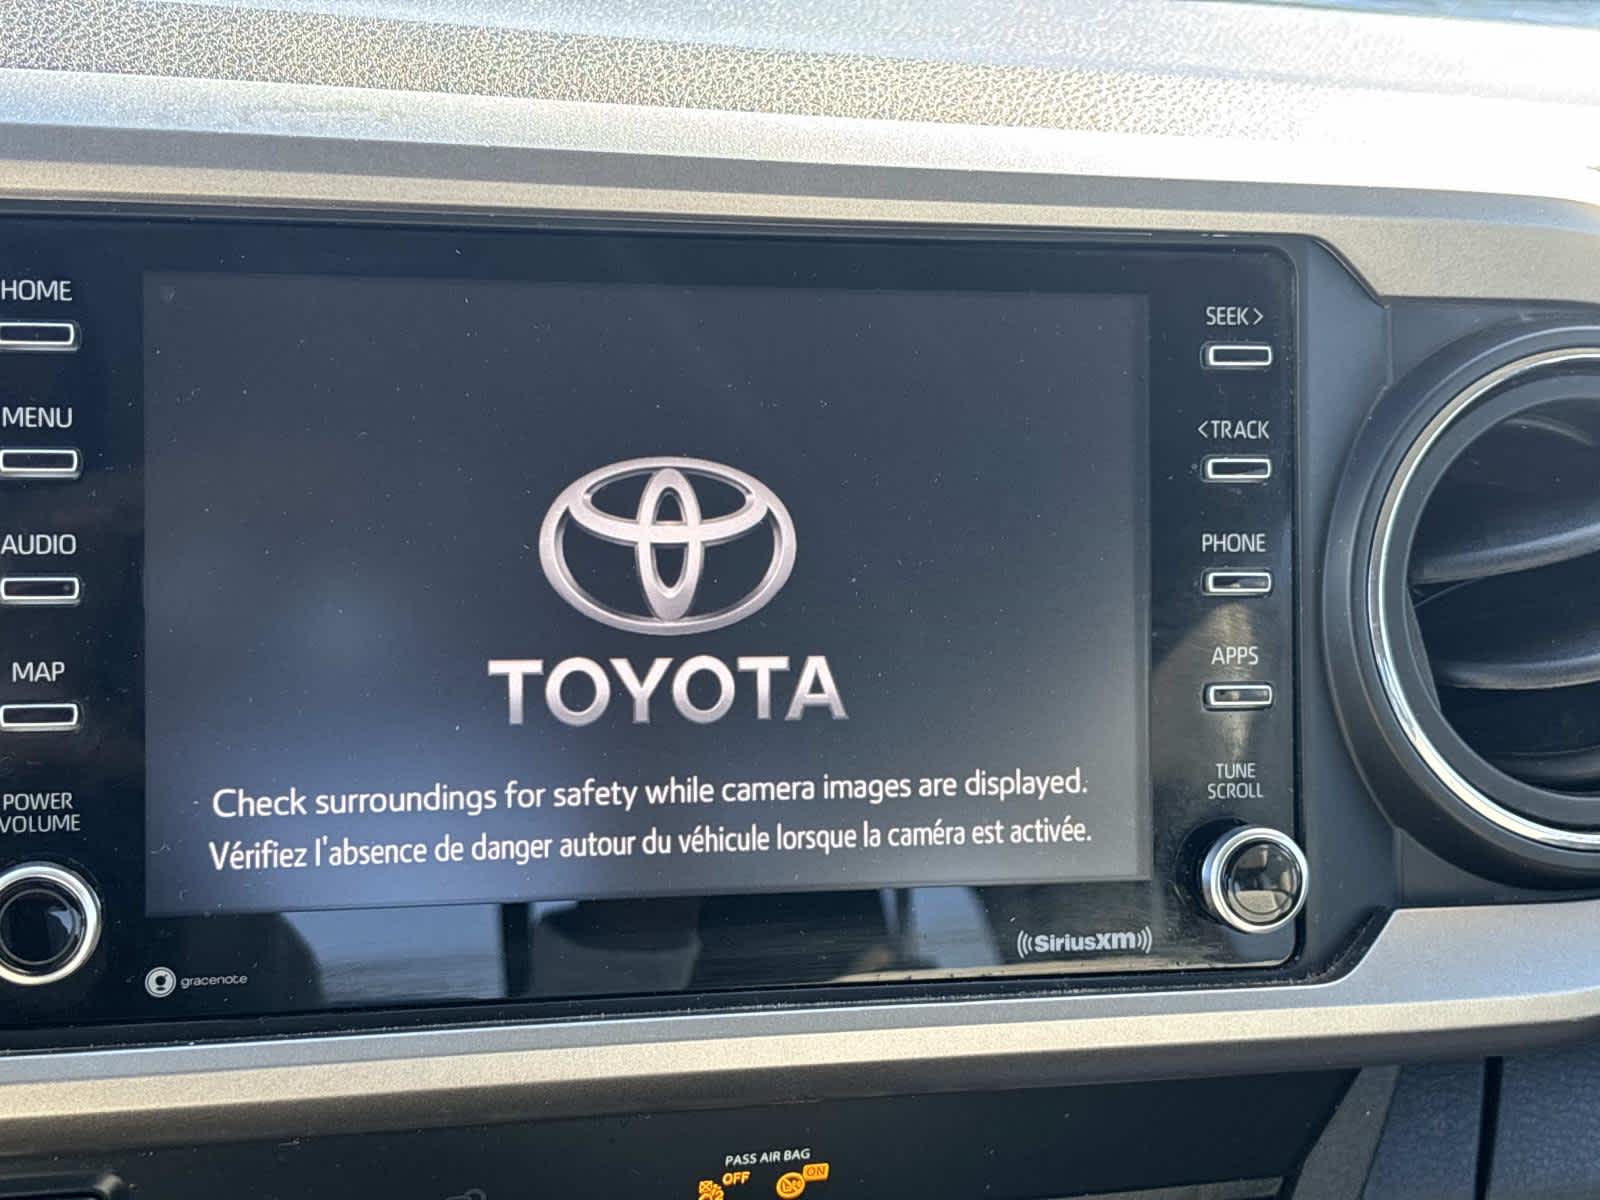 HOME
MENU
AUDIO
MAP
POWER
VOLUME
TOYOTA
Check surroundings for safety while camera images are displayed.
Vérifiez l'absence de danger autour du véhicule lorsque la caméra est activée.
SEEK >
< TRACK
PHONE
APPS
TUNE
SCROLL
gracenote
((SiriusXM))
PASS AIR BAG
OFF
ON